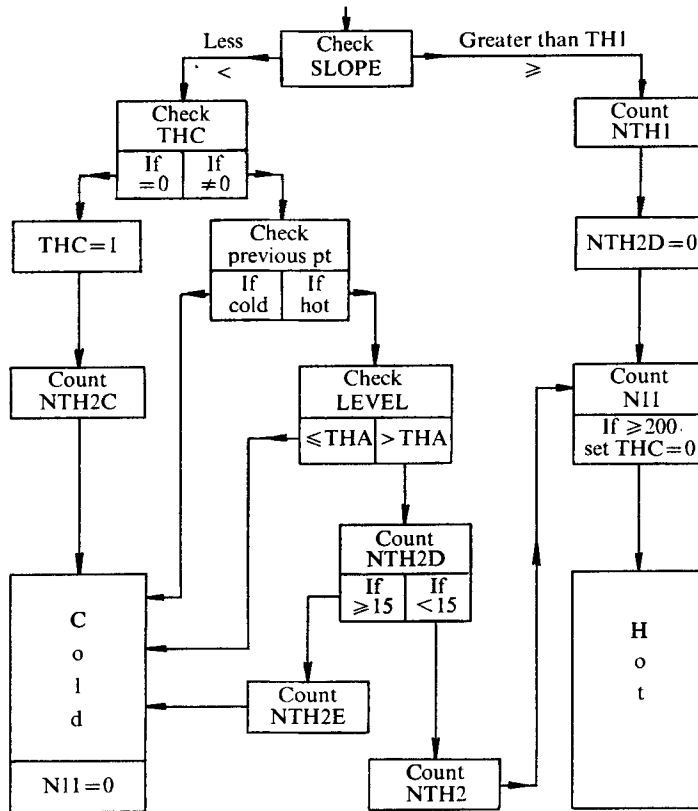 Less
<
Check
SLOPE
Greater than TH1
≥
Check
THC
If
=0
If
≠0
Count
NTH1
THC=1
Check
previous pt
If
cold
If
hot
NTH2D=0
Count
NTH2C
Check
LEVEL
≤THA
>THA
Count
N11
If ≥200
set THC=0
Count
NTH2D
If
≥15
If
<15
C
o
l
d
H
o
t
Count
NTH2E
N11=0
Count
NTH2